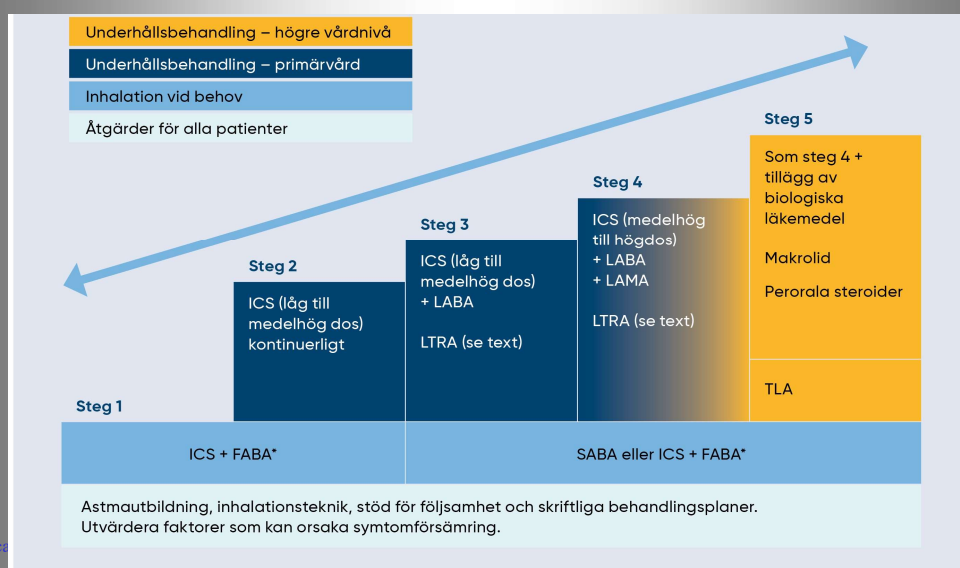 Underhållsbehandling – högre vårdnivå
Underhållsbehandling – primärvård
Inhalation vid behov
Åtgärder för alla patienter
Steg 1
Steg 2
ICS (låg till
medelhög dos)
kontinuerligt
Steg 3
ICS (låg till
medelhög dos)
+ LABA
LTRA (se text)
Steg 4
ICS (medelhög
till högdos)
+ LABA
+ LAMA
LTRA (se text)
Steg 5
Som steg 4 +
tillägg av
biologiska
läkemedel
Makrolid
Perorala steroider
TLA
ICS + FABA*
SABA eller ICS + FABA*
Astmautbildning, inhalationsteknik, stöd för följsamhet och skriftliga behandlingsplaner.
Utvärdera faktorer som kan orsaka symtomförsämring.